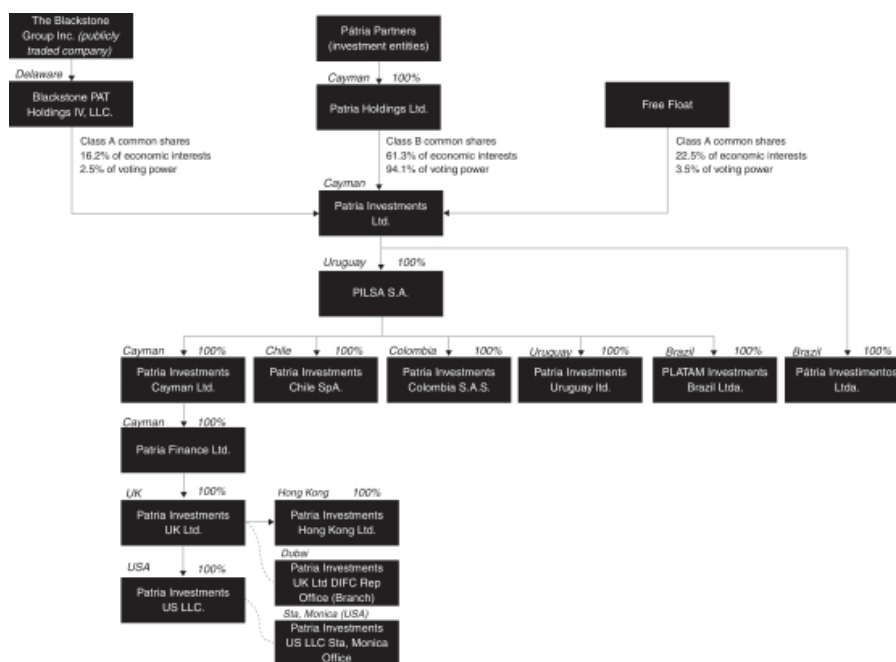 The Blackstone
Group Inc. (publicly
traded company)
Pátria Partners
(investment entities)
Delaware
Cayman 100%
Blackstone PAT
Holdings IV, LLC.
Patria Holdings Ltd.
Free Float
Class A common shares
16.2% of economic interests
2.5% of voting power
Class B common shares
61.3% of economic interests
94.1% of voting power
Class A common shares
22.5% of economic interests
3.5% of voting power
Cayman
Patria Investments
Ltd.
Uruguay 100%
PILSA S.A.
Cayman 100%
Chile 100%
Colombia 100%
Uruguay 100%
Brazil 100%
Brazil 100%
Patria Investments
Cayman Ltd.
Patria Investments
Chile SpA.
Patria Investments
Colombia S.A.S.
Patria Investments
Uruguay ltd.
PLATAM Investments
Brazil Ltda.
Pátria Investimentos
Ltda.
Cayman 100%
Patria Finance Ltd.
UK 100%
Hong Kong 100%
Patria Investments
UK Ltd.
Patria Investments
Hong Kong Ltd.
Dubai
USA 100%
Patria Investments
UK Ltd DIFC Rep
Office (Branch)
Patria Investments
US LLC.
Sta, Monica (USA)
Patria Investments
US LLC Sta, Monica
Office